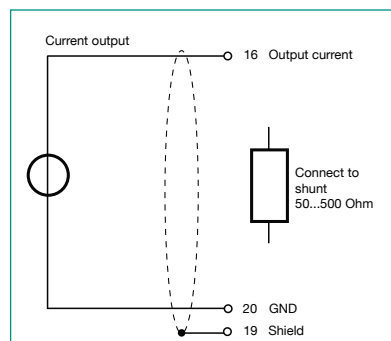 Current output
16 Output current
Connect to
shunt
50...500 Ohm
20 GND
19 Shield